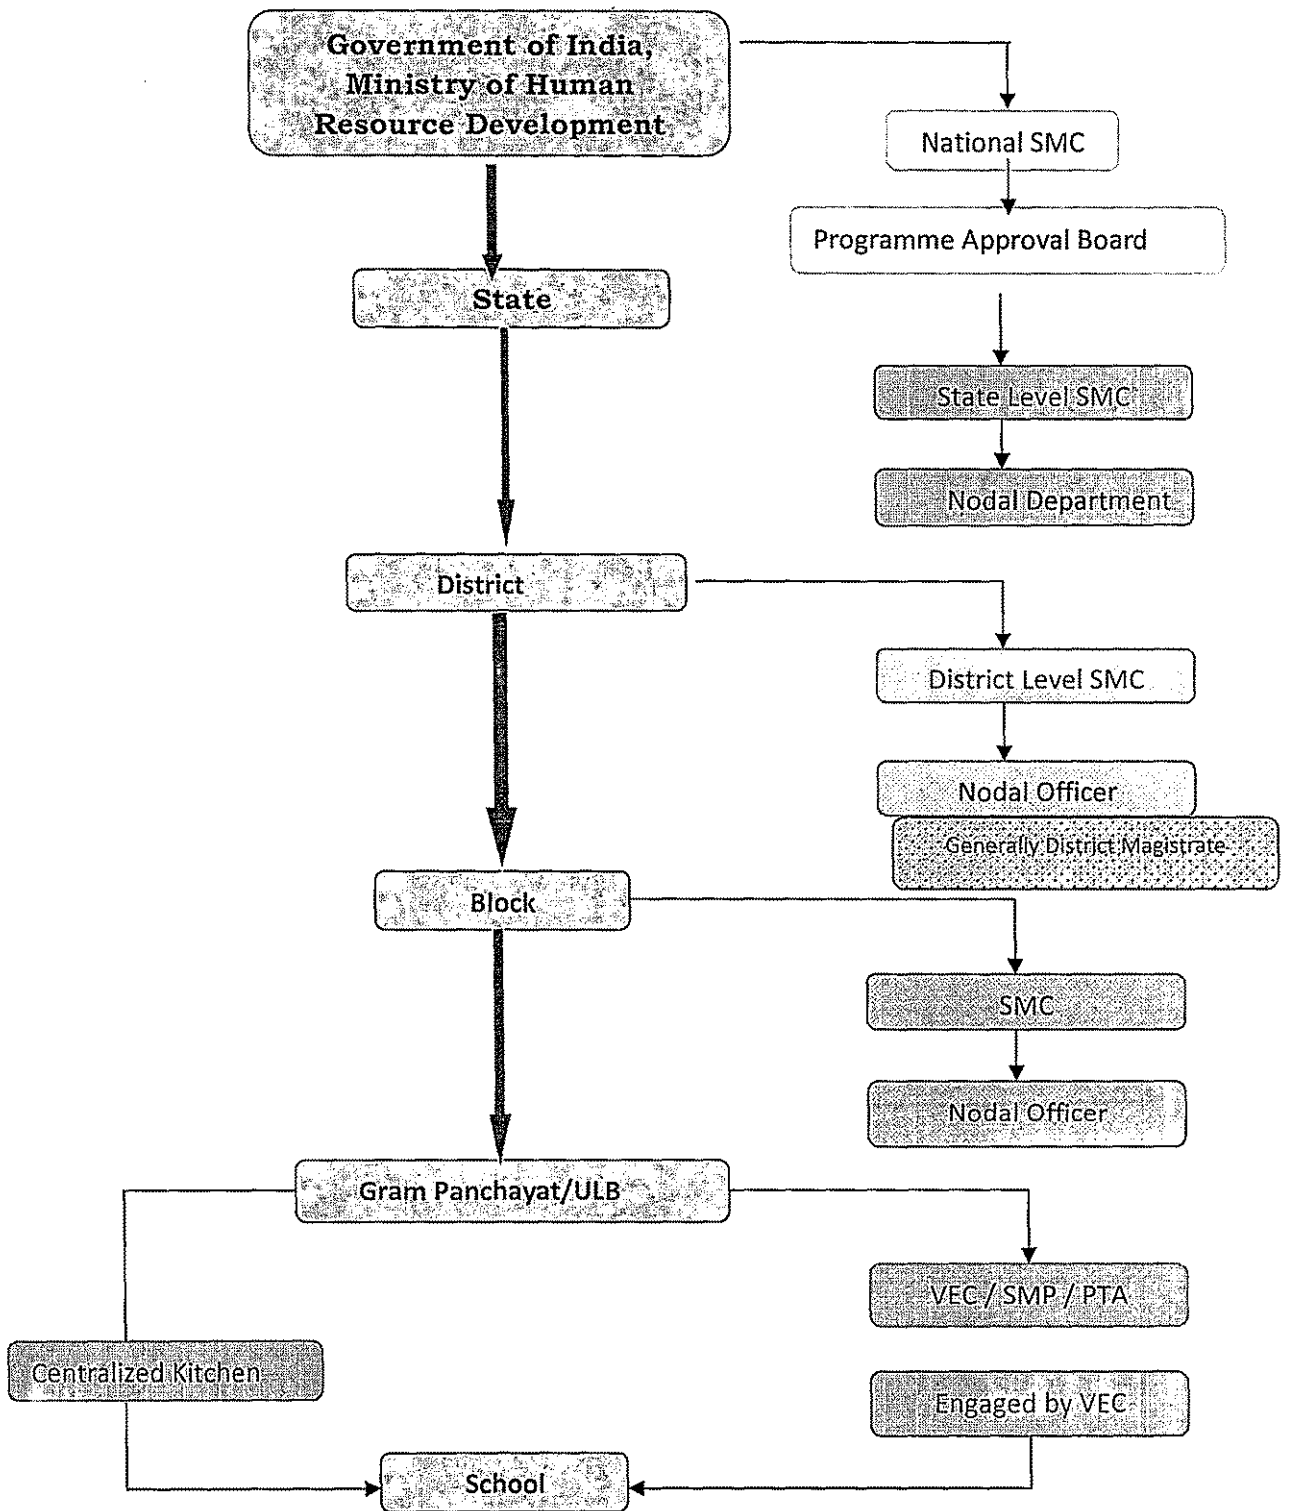 Government of India,
Ministry of Human
Resource Development
National SMC
Programme Approval Board
State
State Level SMC
Nodal Department
District
District Level SMC
Nodal Officer
Generally District Magistrate
Block
SMC
Nodal Officer
Gram Panchayat/ULB
VEC / SMP / PTA
Centralized Kitchen
Engaged by VEC
School